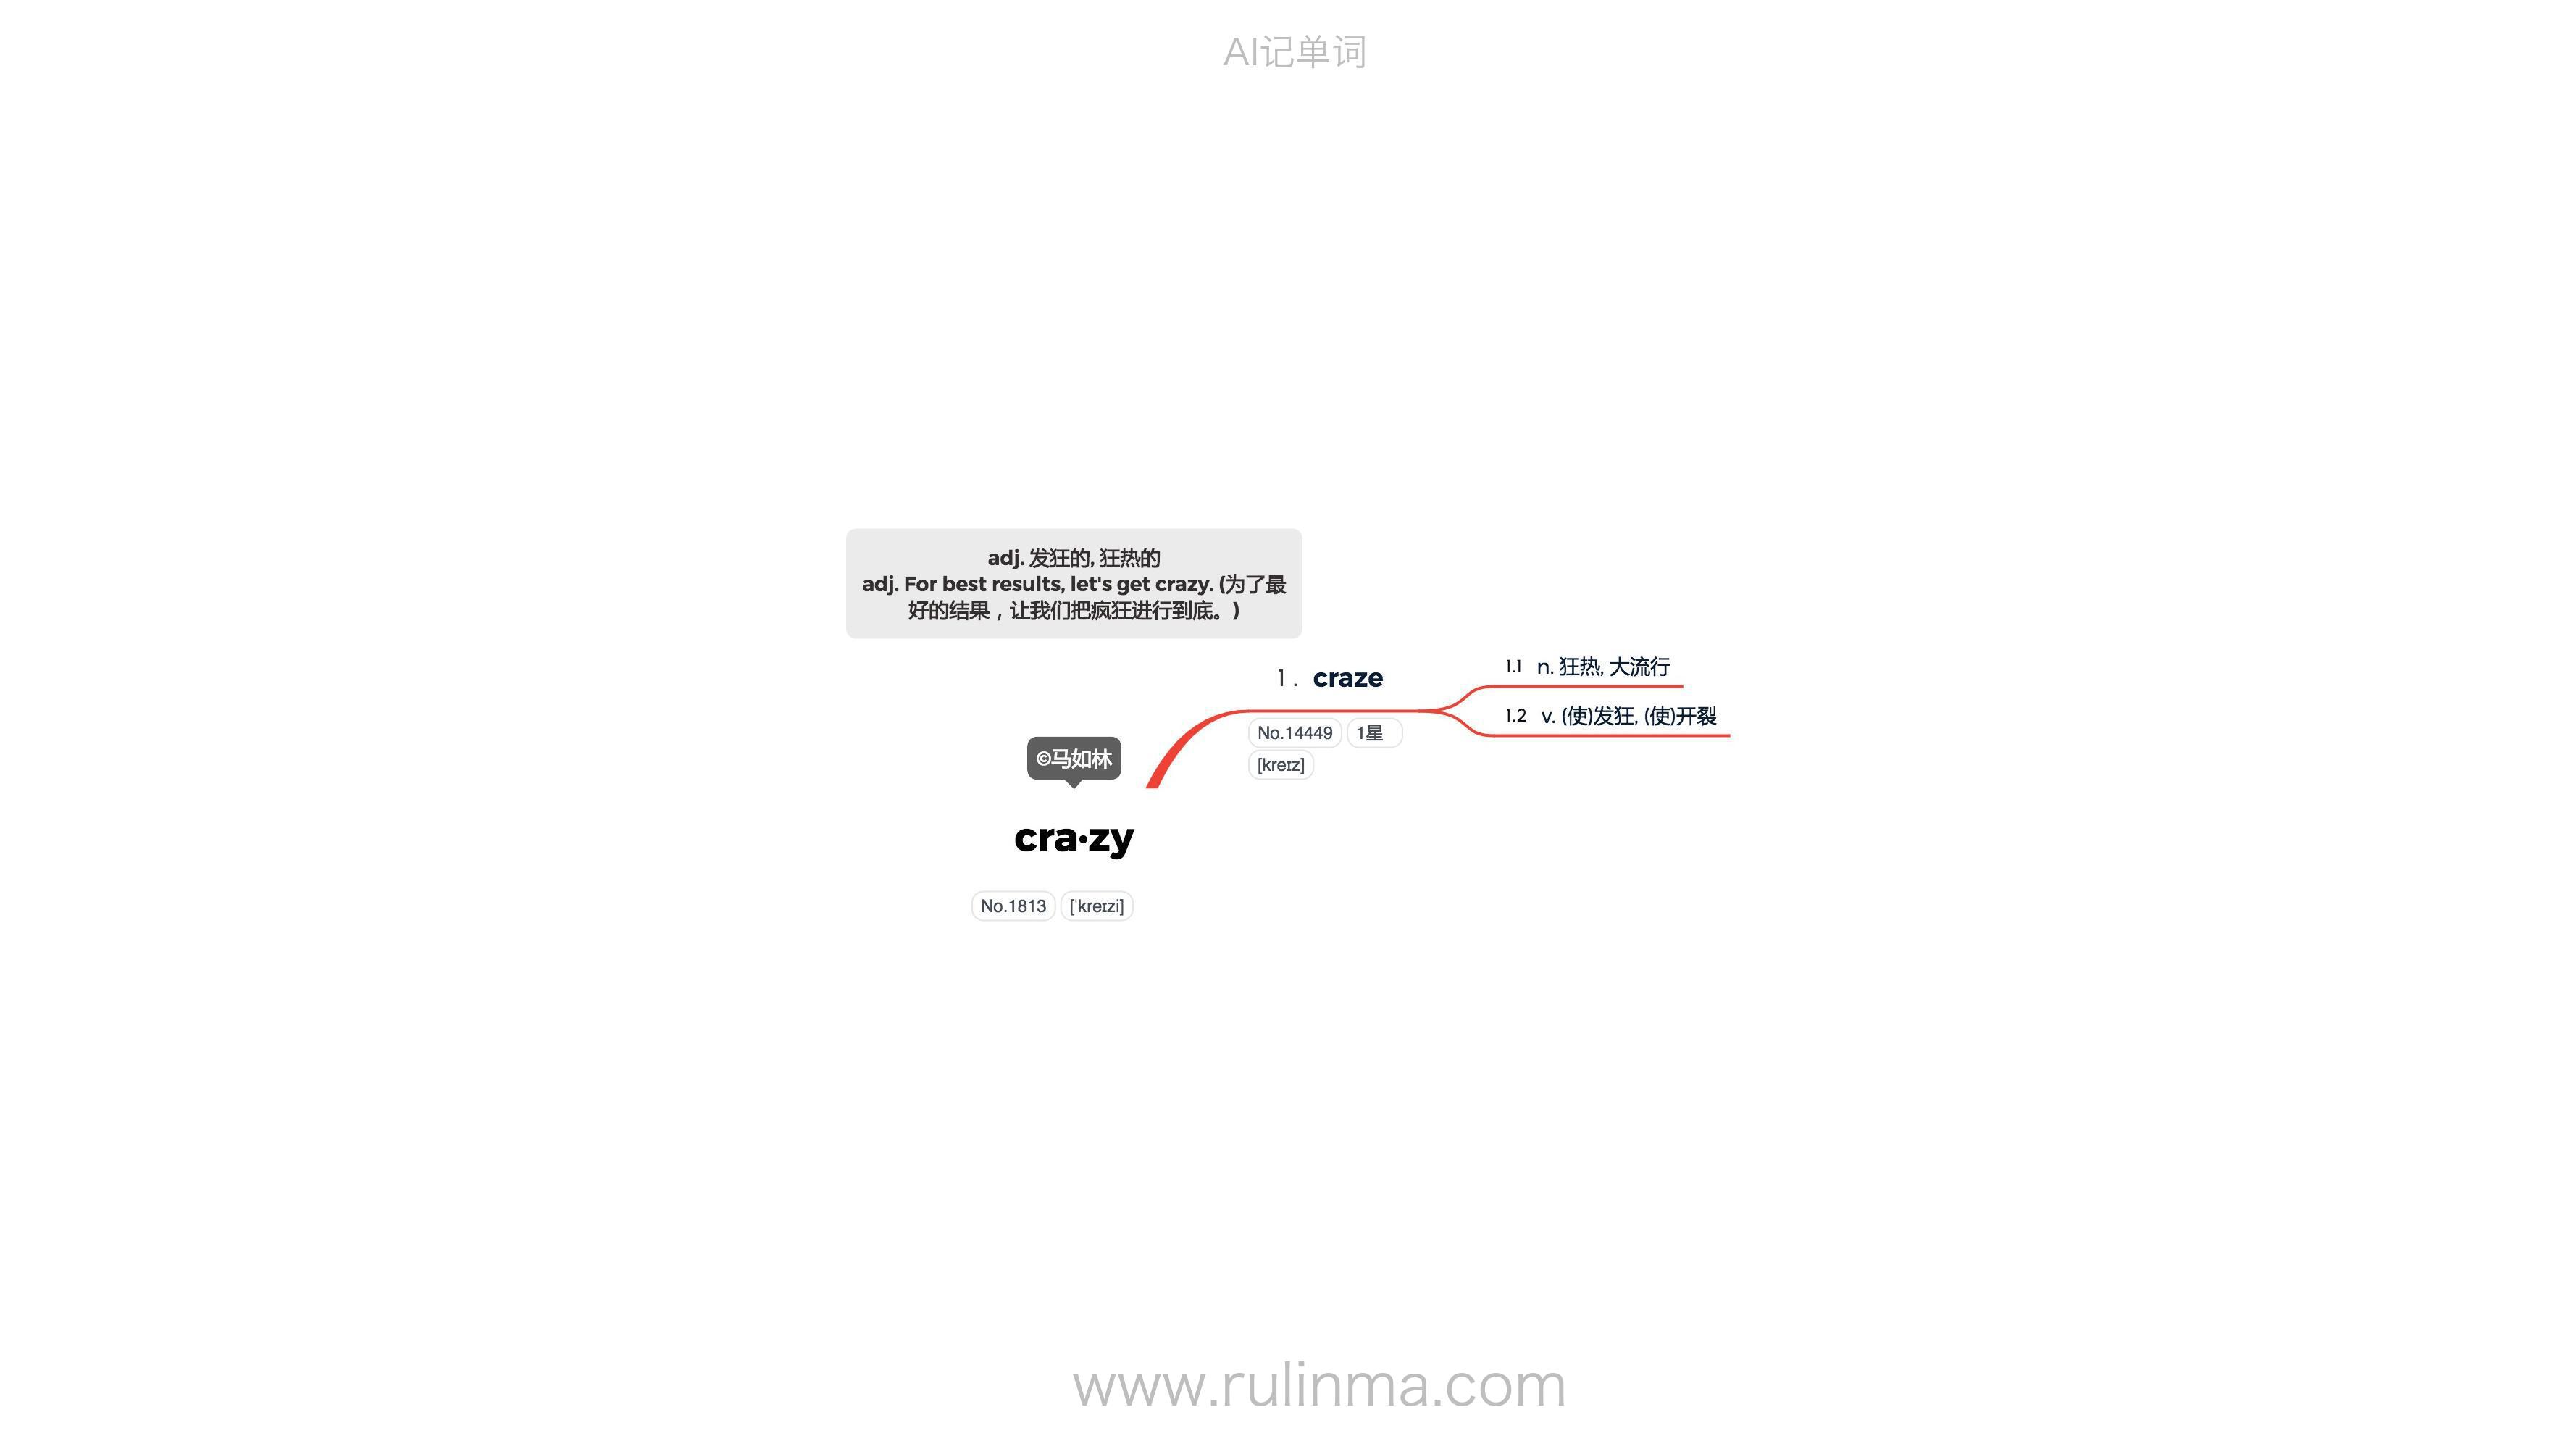 AI记单词
adj. 发狂的, 狂热的
adj. For best results, let's get crazy. (为了最
好的结果，让我们把疯狂进行到底。)
1. craze
No.14449 1星
[kreɪz]
1.1 n. 狂热, 大流行
1.2 v. (使)发狂, (使)开裂
©马如林
cra·zy
No.1813 [ˈkreɪzi]
www.rulinma.com